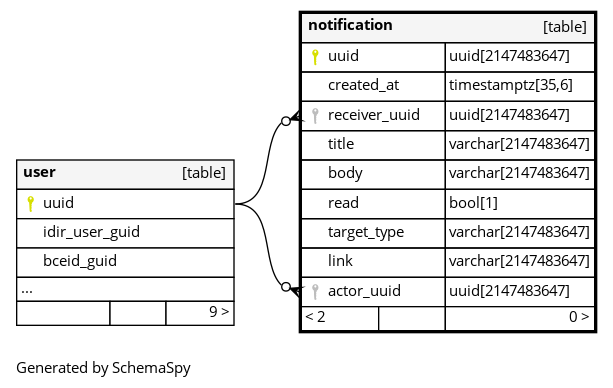 notification [table]
uuid uuid[2147483647]
created_at timestamptz[35,6]
receiver_uuid uuid[2147483647]
title varchar[2147483647]
body varchar[2147483647]
read bool[1]
target_type varchar[2147483647]
link varchar[2147483647]
actor_uuid uuid[2147483647]
< 2 0 >
user [table]
uuid
idir_user_guid
bceid_guid
...
9 >
Generated by SchemaSpy